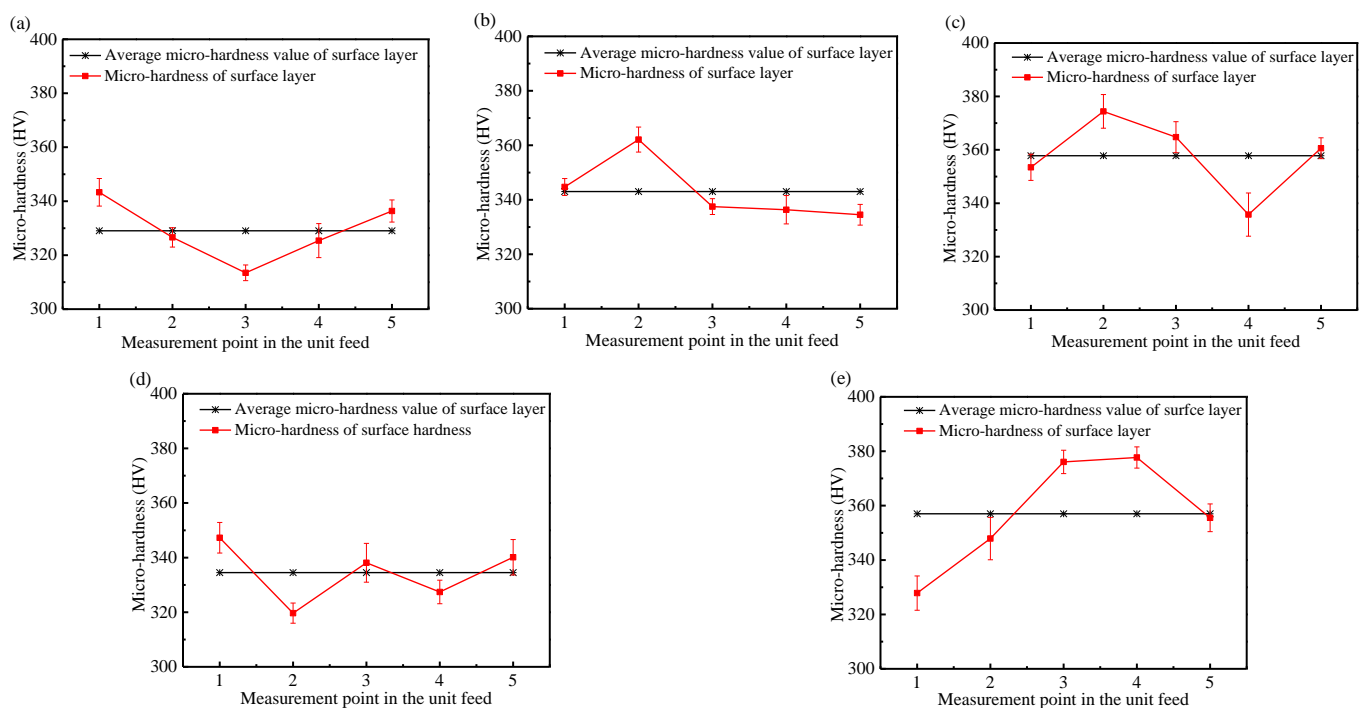 (a)
400
380
360
340
320
300
Micro-hardness (HV)
Average micro-hardness value of surface layer
Micro-hardness of surface layer
1 2 3 4 5
Measurement point in the unit feed
(b)
400
380
360
340
320
300
Micro-hardness (HV)
Average micro-hardness value of surface layer
Micro-hardness of surface layer
1 2 3 4 5
Measurement point in the unit feed
(c)
400
380
360
340
320
300
Micro-hardness (HV)
Average micro-hardness value of surface layer
Micro-hardness of surface layer
1 2 3 4 5
Measurement point in the unit feed
(d)
400
380
360
340
320
300
Micro-hardness (HV)
Average micro-hardness value of surfce layer
Micro-hardness of surface hardness
1 2 3 4 5
Measurement point in the unit feed
(e)
400
380
360
340
320
300
Micro-hardness (HV)
Average micro-hardness value of surfce layer
Micro-hardness of surface layer
1 2 3 4 5
Measurement point in the unit feed